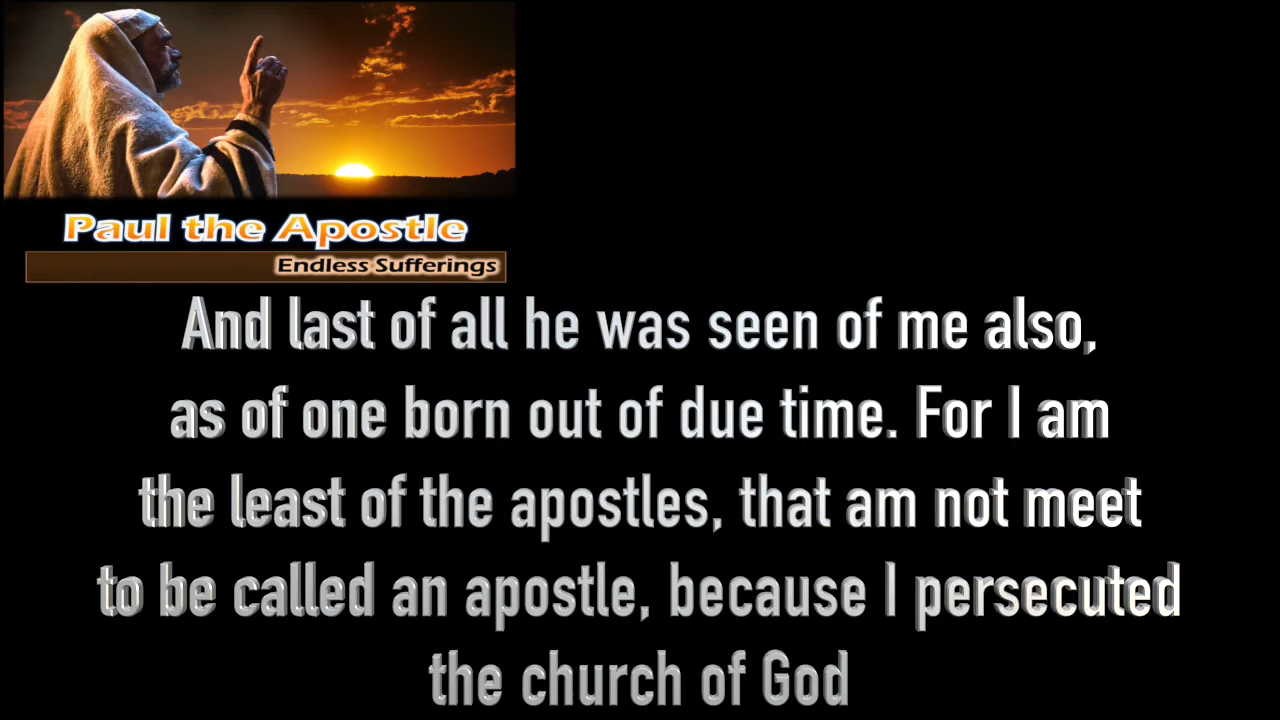 Paul the Apostle
Endless Sufferings
And last of all he was seen of me also,
as of one born out of due time. For I am
the least of the apostles, that am not meet
to be called an apostle, because I persecuted
the church of God